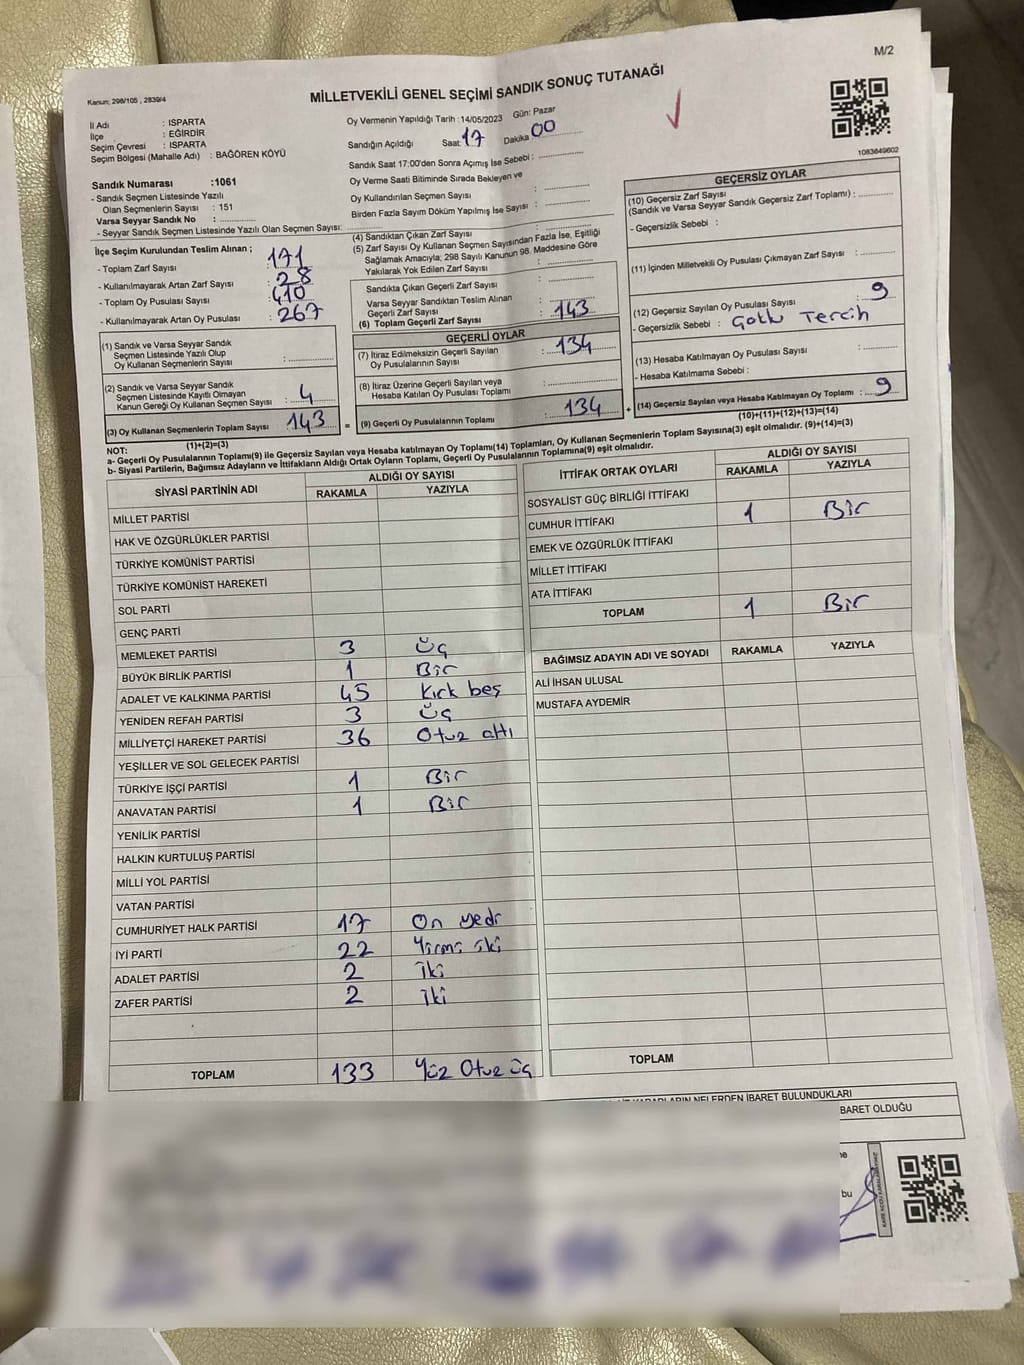 M/2
Kanun: 298/105 , 2839/4
MİLLETVEKİLİ GENEL SEÇİMİ SANDIK SONUÇ TUTANAĞI
İl Adı : ISPARTA
İlçe : EĞİRDİR
Seçim Çevresi : ISPARTA
Seçim Bölgesi (Mahalle Adı) : BAĞÖREN KÖYÜ
Sandık Numarası :1061
- Sandık Seçmen Listesinde Yazılı
Olan Seçmenlerin Sayısı : 151
Varsa Seyyar Sandık No :
- Seyyar Sandık Seçmen Listesinde Yazılı Olan Seçmen Sayısı:
Oy Vermenin Yapıldığı Tarih :14/05/2023 Gün: Pazar
Sandığın Açıldığı Saat 17 Dakika 00
Sandık Saat 17:00'den Sonra Açımış İse Sebebi :
Oy Verme Saati Bitiminde Sırada Bekleyen ve
Oy Kullandırılan Seçmen Sayısı :
Birden Fazla Sayım Döküm Yapılmış İse Sayısı :
1083649602
İlçe Seçim Kurulundan Teslim Alınan ;
- Toplam Zarf Sayısı : 171
- Kullanılmayarak Artan Zarf Sayısı : 28
- Toplam Oy Pusulası Sayısı : 410
- Kullanılmayarak Artan Oy Pusulası : 267
(1) Sandık ve Varsa Seyyar Sandık
Seçmen Listesinde Yazılı Olup
Oy Kullanan Seçmenlerin Sayısı :
(2) Sandık ve Varsa Seyyar Sandık
Seçmen Listesinde Kayıtlı Olmayan
Kanun Gereği Oy Kullanan Seçmen Sayısı : 4
(3) Oy Kullanan Seçmenlerin Toplam Sayısı : 143
(1)+(2)=(3)
(4) Sandıktan Çıkan Zarf Sayısı :
(5) Zarf Sayısı Oy Kullanan Seçmen Sayısından Fazla İse, Eşitliği
Sağlamak Amacıyla; 298 Sayılı Kanunun 98. Maddesine Göre
Yakılarak Yok Edilen Zarf Sayısı :
Sandıkta Çıkan Geçerli Zarf Sayısı :
Varsa Seyyar Sandıktan Teslim Alınan
Geçerli Zarf Sayısı :
(6) Toplam Geçerli Zarf Sayısı : 143
GEÇERLİ OYLAR
(7) İtiraz Edilmeksizin Geçerli Sayılan
Oy Pusulalarının Sayısı : 134
(8) İtiraz Üzerine Geçerli Sayılan veya
Hesaba Katılan Oy Pusulası Toplamı :
= (9) Geçerli Oy Pusulalarının Toplamı : 134
GEÇERSİZ OYLAR
(10) Geçersiz Zarf Sayısı
(Sandık ve Varsa Seyyar Sandık Geçersiz Zarf Toplamı) :
- Geçersizlik Sebebi :
(11) İçinden Milletvekili Oy Pusulası Çıkmayan Zarf Sayısı :
(12) Geçersiz Sayılan Oy Pusulası Sayısı : 9
- Geçersizlik Sebebi : Çoklu Tercih
(13) Hesaba Katılmayan Oy Pusulası Sayısı :
- Hesaba Katılmama Sebebi :
+ (14) Geçersiz Sayılan veya Hesaba Katılmayan Oy Toplamı : 9
(10)+(11)+(12)+(13)=(14)
NOT:
a- Geçerli Oy Pusulalarının Toplamı(9) ile Geçersiz Sayılan veya Hesaba katılmayan Oy Toplamı(14) Toplamları, Oy Kullanan Seçmenlerin Toplam Sayısına(3) eşit olmalıdır. (9)+(14)=(3)
b- Siyasi Partilerin, Bağımsız Adayların ve İttifakların Aldığı Ortak Oyların Toplamı, Geçerli Oy Pusulalarının Toplamına(9) eşit olmalıdır.
SİYASİ PARTİNİN ADI ALDIĞI OY SAYISI
RAKAMLA YAZIYLA
MİLLET PARTİSİ
HAK VE ÖZGÜRLÜKLER PARTİSİ
TÜRKİYE KOMÜNİST PARTİSİ
TÜRKİYE KOMÜNİST HAREKETİ
SOL PARTİ
GENÇ PARTİ
MEMLEKET PARTİSİ 3 Üç
BÜYÜK BİRLİK PARTİSİ 1 Bir
ADALET VE KALKINMA PARTİSİ 45 Kırk beş
YENİDEN REFAH PARTİSİ 3 Üç
MİLLİYETÇİ HAREKET PARTİSİ 36 Otuz altı
YEŞİLLER VE SOL GELECEK PARTİSİ
TÜRKİYE İŞÇİ PARTİSİ 1 Bir
ANAVATAN PARTİSİ 1 Bir
YENİLİK PARTİSİ
HALKIN KURTULUŞ PARTİSİ
MİLLİ YOL PARTİSİ
VATAN PARTİSİ
CUMHURİYET HALK PARTİSİ 17 On yedi
İYİ PARTİ 22 Yirmi iki
ADALET PARTİSİ 2 İki
ZAFER PARTİSİ 2 İki
TOPLAM 133 Yüz Otuz üç
İTTİFAK ORTAK OYLARI ALDIĞI OY SAYISI
RAKAMLA YAZIYLA
SOSYALİST GÜÇ BİRLİĞİ İTTİFAKI
CUMHUR İTTİFAKI 1 Bir
EMEK VE ÖZGÜRLÜK İTTİFAKI
MİLLET İTTİFAKI
ATA İTTİFAKI
TOPLAM 1 Bir
BAĞIMSIZ ADAYIN ADI VE SOYADI RAKAMLA YAZIYLA
ALİ İHSAN ULUSAL
MUSTAFA AYDEMİR
TOPLAM
KARARLARIN NELERDEN İBARET BULUNDUKLARI
BARET OLDUĞU
bu